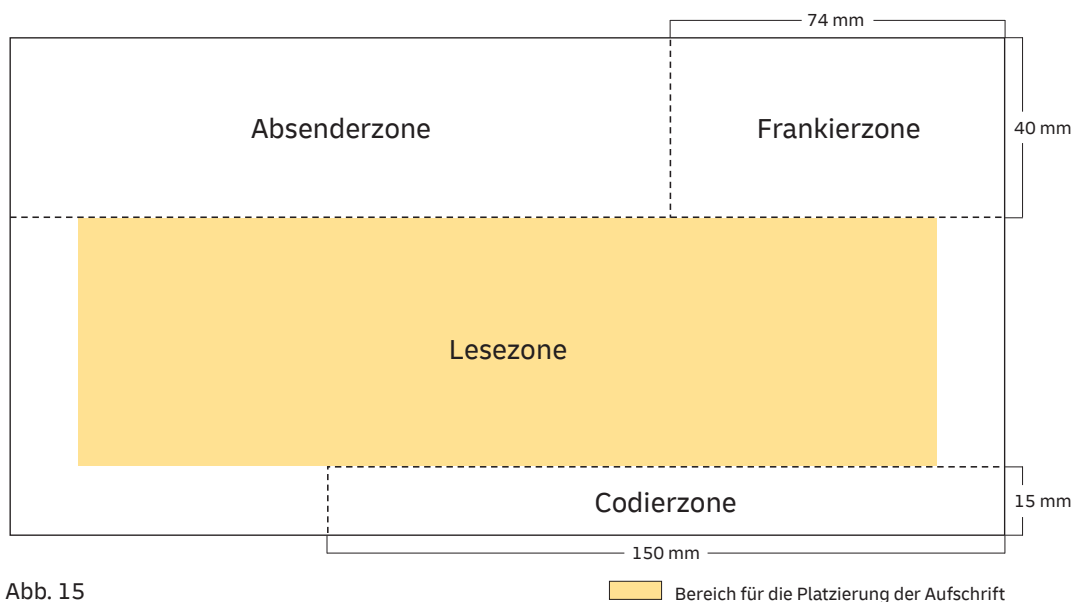 74 mm
Absenderzone
Frankierzone
40 mm
Lesezone
Codierzone
15 mm
150 mm
Abb. 15
Bereich für die Platzierung der Aufschrift